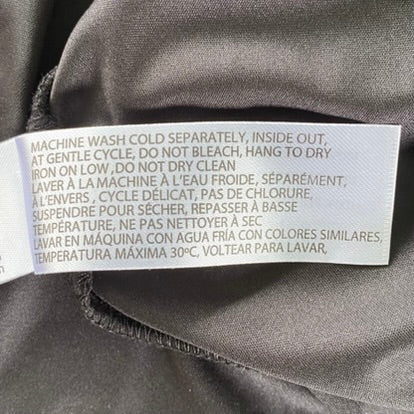 MACHINE WASH COLD SEPARATELY, INSIDE OUT,
AT GENTLE CYCLE, DO NOT BLEACH, HANG TO DRY
IRON ON LOW ,DO NOT DRY CLEAN
LAVER À LA MACHINE À L'EAU FROIDE, SÉPARÉMENT,
À L'ENVERS , CYCLE DÉLICAT, PAS DE CHLORURE,
SUSPENDRE POUR SÉCHER, REPASSER À BASSE
TEMPÉRATURE, NE PAS NETTOYER À SEC
LAVAR EN MÁQUINA CON AGUA FRÍA CON COLORES SIMILARES,
TEMPERATURA MÁXIMA 30ºC, VOLTEAR PARA LAVAR,